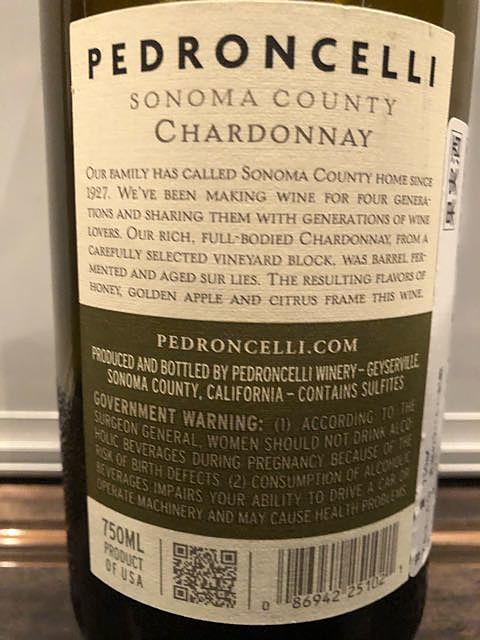 PEDRONCELLI
SONOMA COUNTY
CHARDONNAY
OUR FAMILY HAS CALLED SONOMA COUNTY HOME SINCE
1927. WE'VE BEEN MAKING WINE FOR FOUR GENERA-
TIONS AND SHARING THEM WITH GENERATIONS OF WINE
LOVERS. OUR RICH, FULL-BODIED CHARDONNAY, FROM A
CAREFULLY SELECTED VINEYARD BLOCK, WAS BARREL FER-
MENTED AND AGED SUR LIES. THE RESULTING FLAVORS OF
HONEY, GOLDEN APPLE AND CITRUS FRAME THIS WINE.
PEDRONCELLI.COM
PRODUCED AND BOTTLED BY PEDRONCELLI WINERY – GEYSERVILLE,
SONOMA COUNTY, CALIFORNIA – CONTAINS SULFITES
GOVERNMENT WARNING: (1) ACCORDING TO THE
SURGEON GENERAL, WOMEN SHOULD NOT DRINK ALCO-
HOLIC BEVERAGES DURING PREGNANCY BECAUSE OF THE
RISK OF BIRTH DEFECTS (2) CONSUMPTION OF ALCOHOLIC
BEVERAGES IMPAIRS YOUR ABILITY TO DRIVE A CAR OR
OPERATE MACHINERY AND MAY CAUSE HEALTH PROBLEMS
750ML
PRODUCT
OF USA
0 86942 25102 1
果実酒